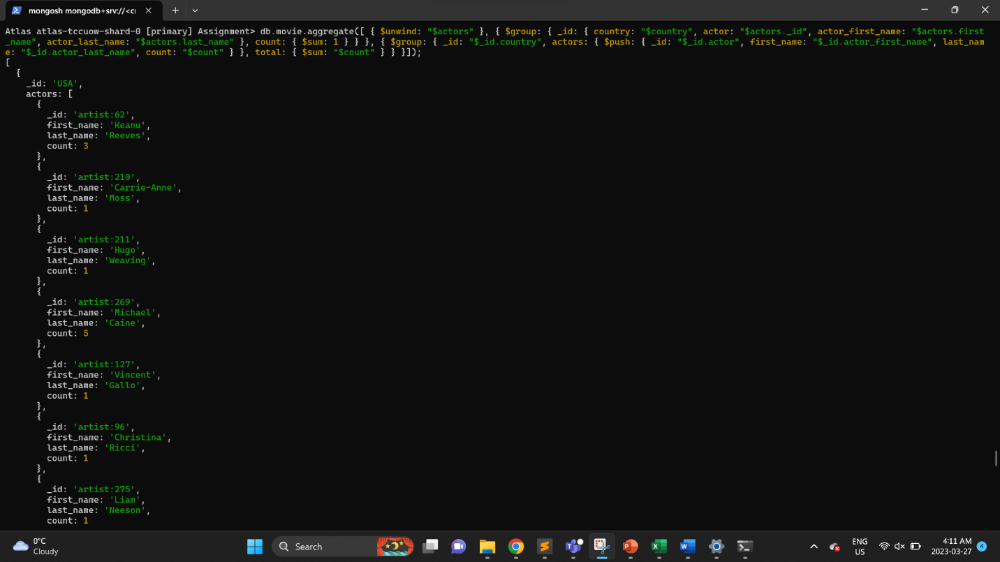 mongosh mongodb+srv://<cr
Atlas atlas-tccuow-shard-0 [primary] Assignment> db.movie.aggregate([ { $unwind: "$actors" }, { $group: { _id: { country: "$country", actor: "$actors._id", actor_first_name: "$actors.first
_name", actor_last_name: "$actors.last_name" }, count: { $sum: 1 } } }, { $group: { _id: "$_id.country", actors: { $push: { _id: "$_id.actor", first_name: "$_id.actor_first_name", last_nam
e: "$_id.actor_last_name", count: "$count" } }, total: { $sum: "$count" } } }]);
[
{
_id: 'USA',
actors: [
{
_id: 'artist:62',
first_name: 'Keanu',
last_name: 'Reeves',
count: 3
},
{
_id: 'artist:210',
first_name: 'Carrie-Anne',
last_name: 'Moss',
count: 1
},
{
_id: 'artist:211',
first_name: 'Hugo',
last_name: 'Weaving',
count: 1
},
{
_id: 'artist:269',
first_name: 'Michael',
last_name: 'Caine',
count: 5
},
{
_id: 'artist:127',
first_name: 'Vincent',
last_name: 'Gallo',
count: 1
},
{
_id: 'artist:96',
first_name: 'Christina',
last_name: 'Ricci',
count: 1
},
{
_id: 'artist:275',
first_name: 'Liam',
last_name: 'Neeson',
count: 1
0°C
Cloudy
Search
ENG
US
4:11 AM
2023-03-27
4